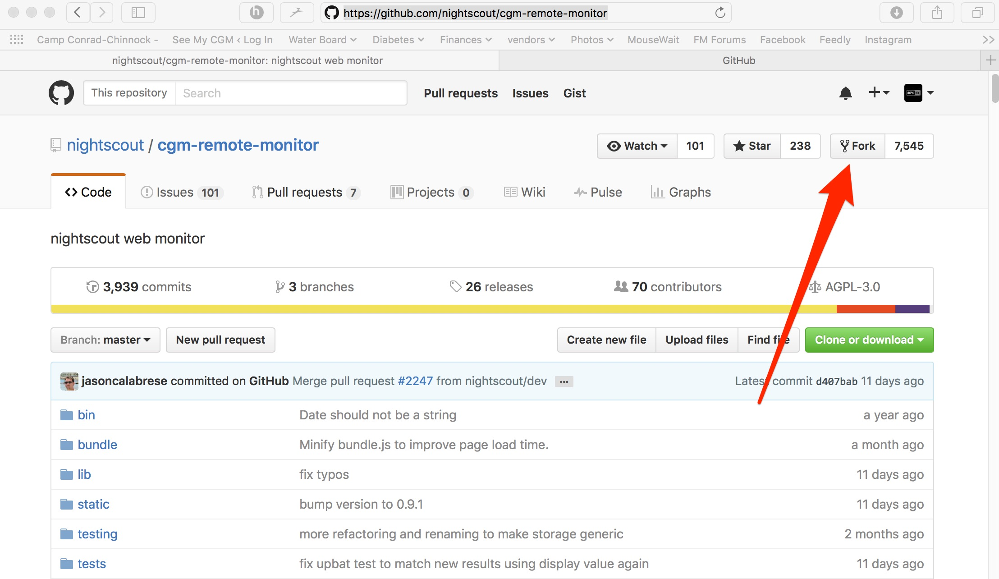 https://github.com/nightscout/cgm-remote-monitor
Camp Conrad-Chinnock - See My CGM ‹ Log In Water Board Diabetes Finances vendors Photos MouseWait FM Forums Facebook Feedly Instagram
nightscout/cgm-remote-monitor: nightscout web monitor GitHub
This repository Search Pull requests Issues Gist 40%
nightscout / cgm-remote-monitor Watch 101 Star 238 Fork 7,545
Code Issues 101 Pull requests 7 Projects 0 Wiki Pulse Graphs
nightscout web monitor
3,939 commits 3 branches 26 releases 70 contributors AGPL-3.0
Branch: master New pull request Create new file Upload files Find file Clone or download
jasoncalabrese committed on GitHub Merge pull request #2247 from nightscout/dev ... Latest commit d407bab 11 days ago
bin Date should not be a string a year ago
bundle Minify bundle.js to improve page load time. a month ago
lib fix typos 11 days ago
static bump version to 0.9.1 11 days ago
testing more refactoring and renaming to make storage generic 2 months ago
tests fix upbat test to match new results using display value again 11 days ago